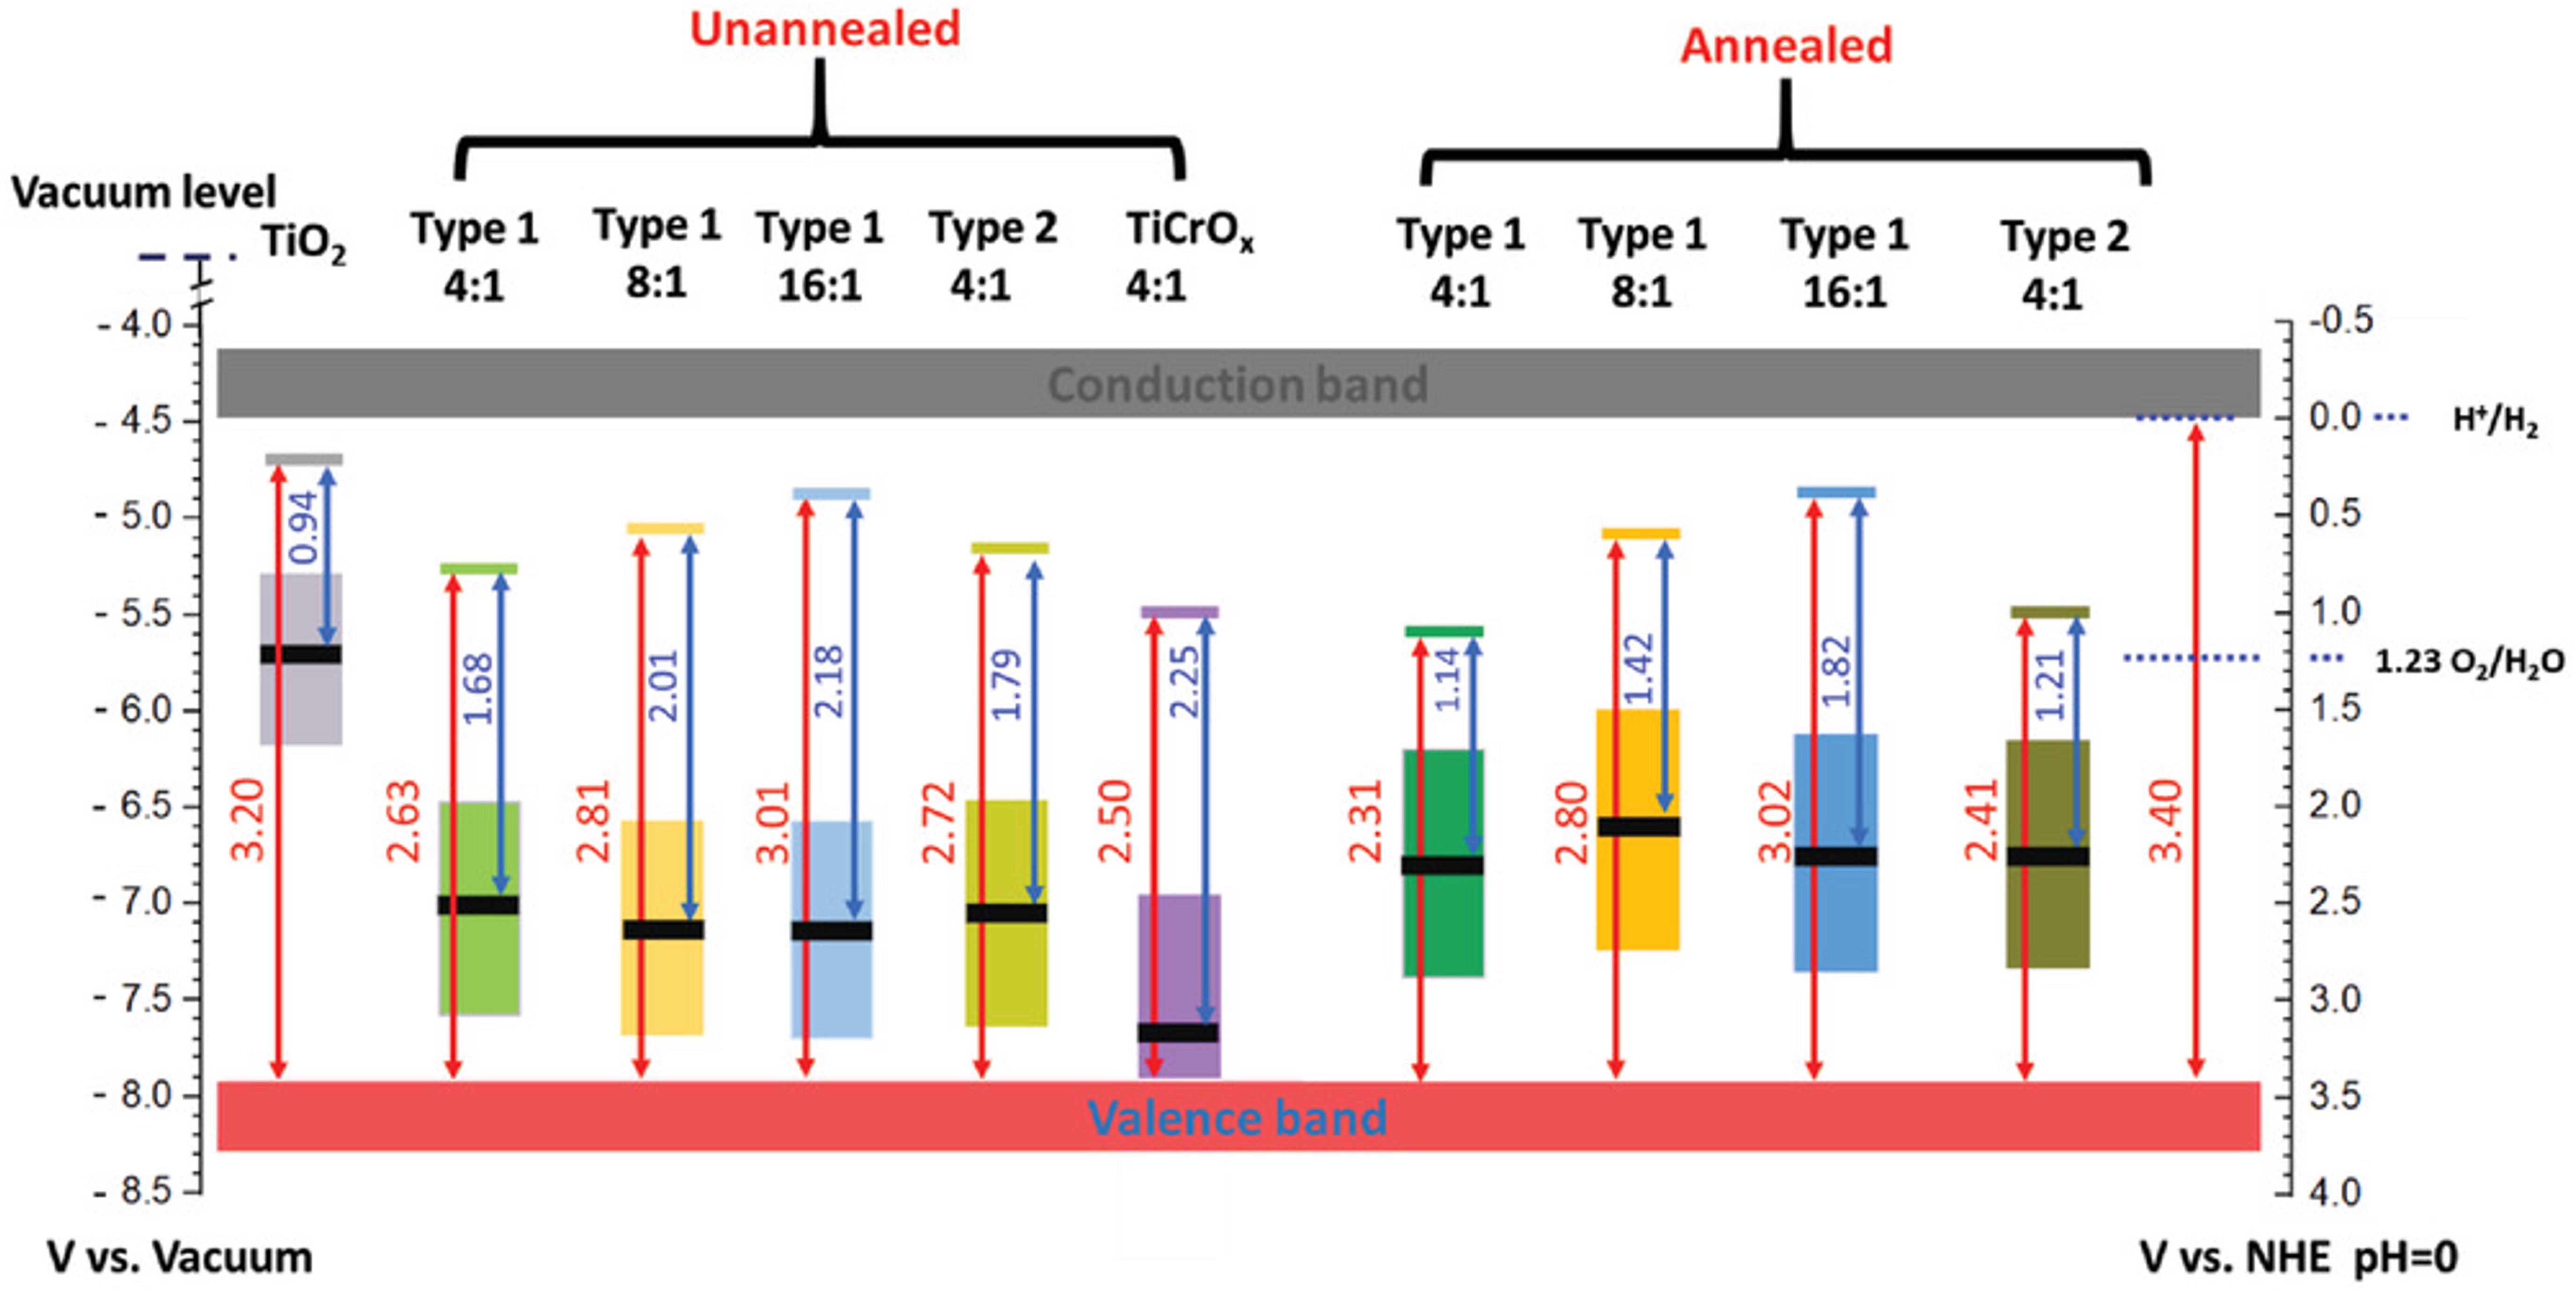 Unannealed
Annealed
Vacuum level
TiO₂
Type 1
4:1
Type 1
8:1
Type 1
16:1
Type 2
4:1
TiCrOₓ
4:1
Type 1
4:1
Type 1
8:1
Type 1
16:1
Type 2
4:1
- 4.0
- 4.5
- 5.0
- 5.5
- 6.0
- 6.5
- 7.0
- 7.5
- 8.0
- 8.5
Conduction band
0.94
1.68
2.01
2.18
1.79
2.25
1.14
1.42
1.82
1.21
3.20
2.63
2.81
3.01
2.72
2.50
2.31
2.80
3.02
2.41
3.40
Valence band
-0.5
0.0
0.5
1.0
1.5
2.0
2.5
3.0
3.5
4.0
H⁺/H₂
1.23 O₂/H₂O
V vs. Vacuum
V vs. NHE pH=0